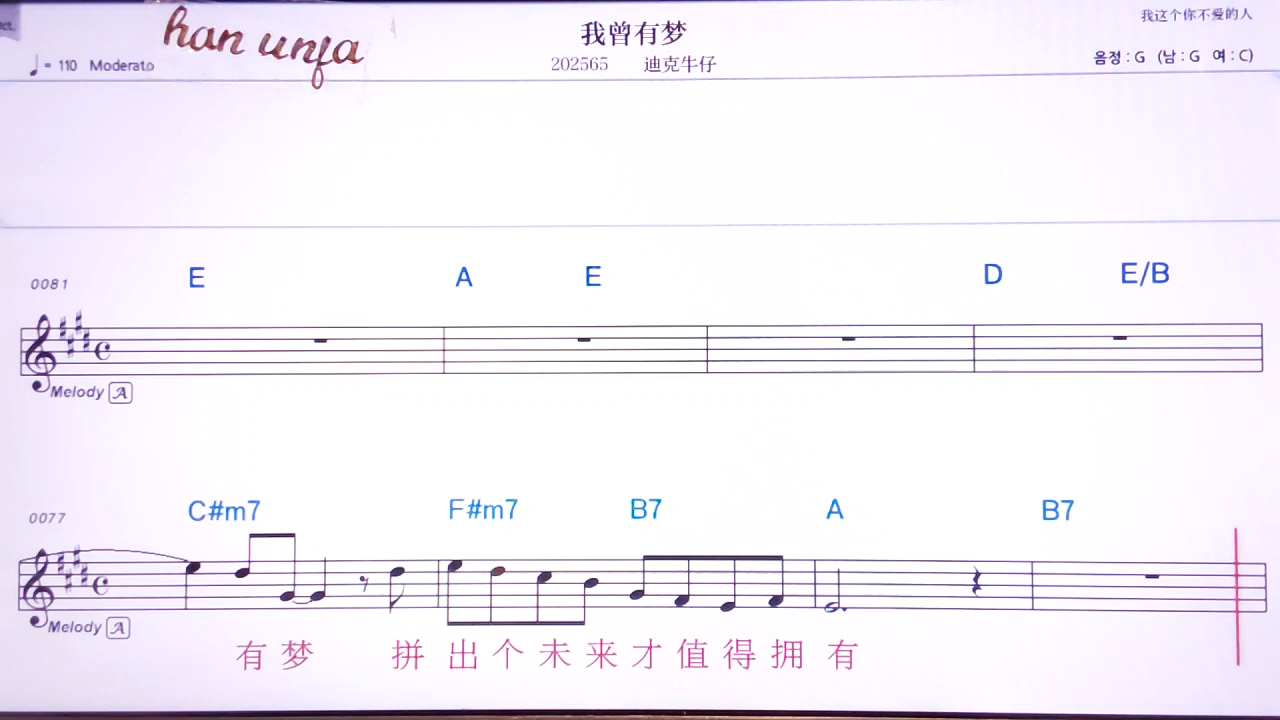 han unfa
我曾有梦
我这个你不爱的人
= 110 Moderato
202565 迪克牛仔
음정 : G (남 : G 여 : C)
E A E D E/B
0081
Melody A
C#m7 F#m7 B7 A B7
0077
Melody A
有梦 拼出个未来才值得拥有